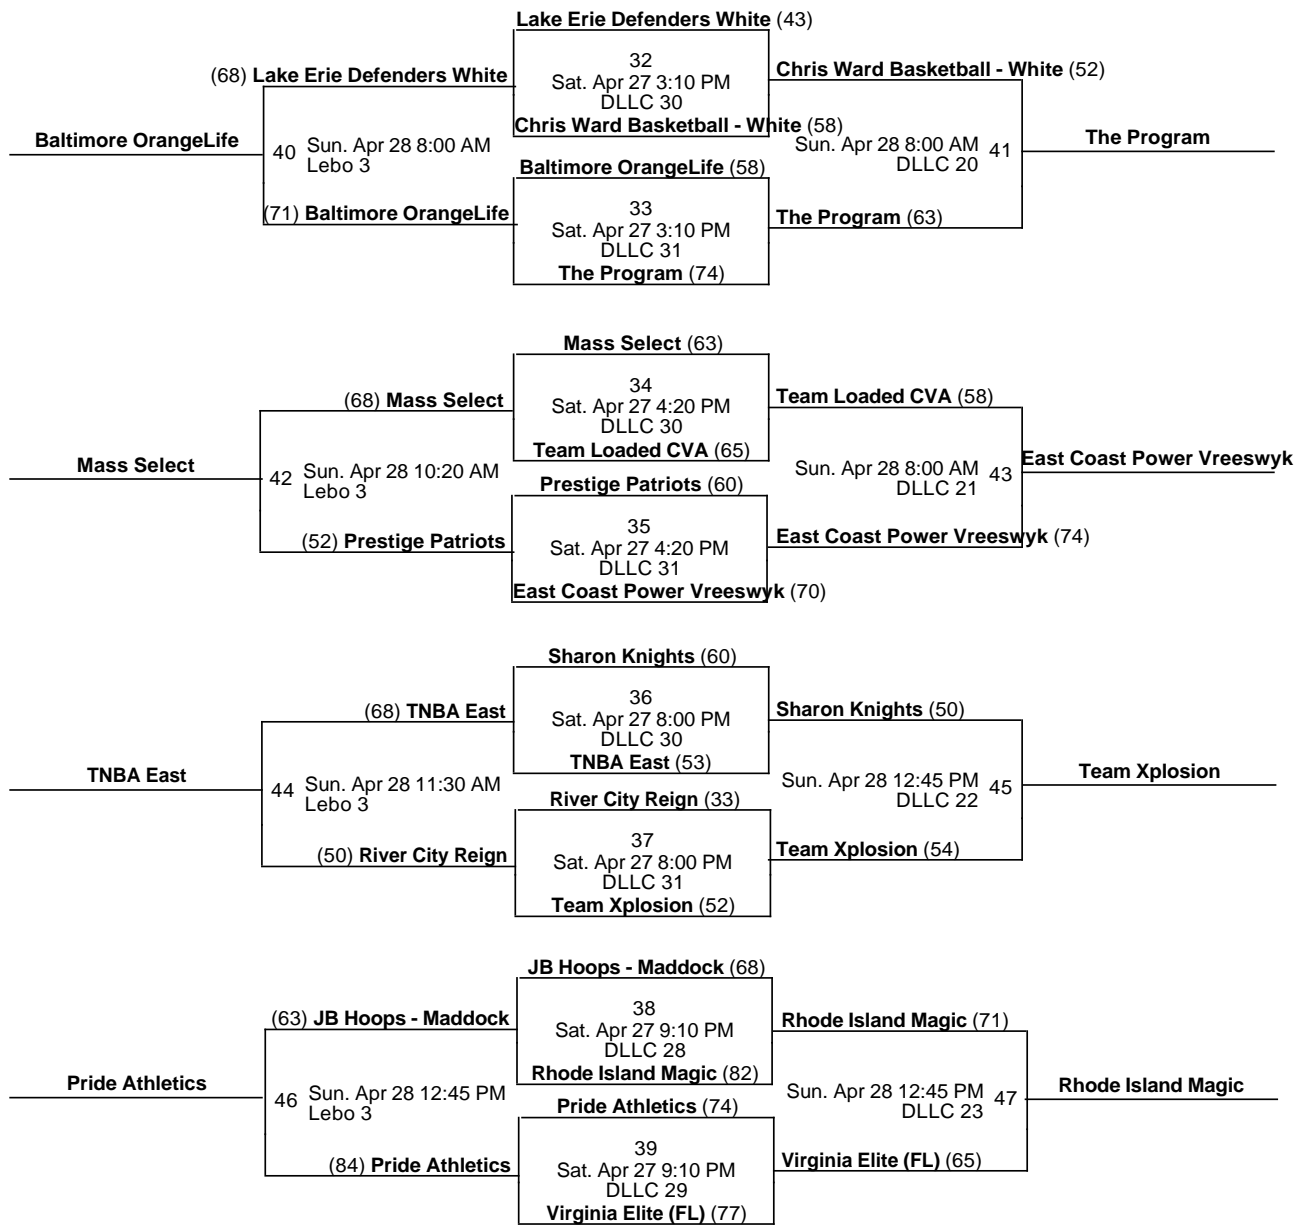 Lake Erie Defenders White (43)
32
Sat. Apr 27 3:10 PM
DLLC 30
Chris Ward Basketball - White (58)
(68) Lake Erie Defenders White
Chris Ward Basketball - White (52)
Baltimore OrangeLife
40 Sun. Apr 28 8:00 AM
Lebo 3
Sun. Apr 28 8:00 AM 41
DLLC 20
The Program
Baltimore OrangeLife (58)
33
Sat. Apr 27 3:10 PM
DLLC 31
The Program (74)
(71) Baltimore OrangeLife
The Program (63)
Mass Select (63)
34
Sat. Apr 27 4:20 PM
DLLC 30
Team Loaded CVA (65)
(68) Mass Select
Team Loaded CVA (58)
Mass Select
42 Sun. Apr 28 10:20 AM
Lebo 3
Sun. Apr 28 8:00 AM 43
DLLC 21
East Coast Power Vreeswyk
Prestige Patriots (60)
35
Sat. Apr 27 4:20 PM
DLLC 31
East Coast Power Vreeswyk (70)
(52) Prestige Patriots
East Coast Power Vreeswyk (74)
Sharon Knights (60)
36
Sat. Apr 27 8:00 PM
DLLC 30
TNBA East (53)
(68) TNBA East
Sharon Knights (50)
TNBA East
44 Sun. Apr 28 11:30 AM
Lebo 3
Sun. Apr 28 12:45 PM 45
DLLC 22
Team Xplosion
River City Reign (33)
37
Sat. Apr 27 8:00 PM
DLLC 31
Team Xplosion (52)
(50) River City Reign
Team Xplosion (54)
JB Hoops - Maddock (68)
38
Sat. Apr 27 9:10 PM
DLLC 28
Rhode Island Magic (82)
(63) JB Hoops - Maddock
Rhode Island Magic (71)
Pride Athletics
46 Sun. Apr 28 12:45 PM
Lebo 3
Sun. Apr 28 12:45 PM 47
DLLC 23
Rhode Island Magic
Pride Athletics (74)
39
Sat. Apr 27 9:10 PM
DLLC 29
Virginia Elite (FL) (77)
(84) Pride Athletics
Virginia Elite (FL) (65)